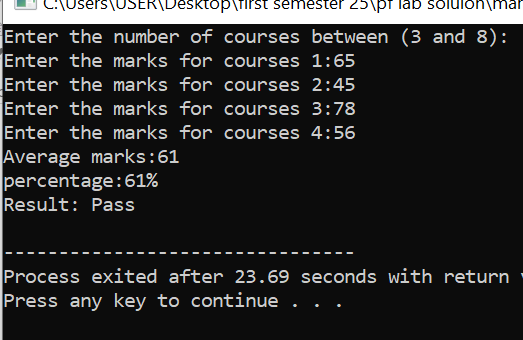 C:\Users\USER\Desktop\first semester 25\pf lab solution\mar
Enter the number of courses between (3 and 8):
Enter the marks for courses 1:65
Enter the marks for courses 2:45
Enter the marks for courses 3:78
Enter the marks for courses 4:56
Average marks:61
percentage:61%
Result: Pass
--------------------------------
Process exited after 23.69 seconds with return
Press any key to continue . . .